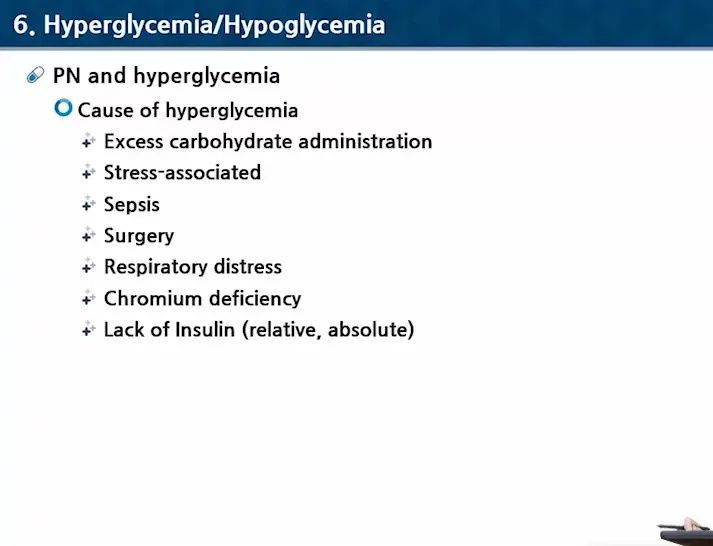 6. Hyperglycemia/Hypoglycemia
PN and hyperglycemia
Cause of hyperglycemia
Excess carbohydrate administration
Stress-associated
Sepsis
Surgery
Respiratory distress
Chromium deficiency
Lack of Insulin (relative, absolute)